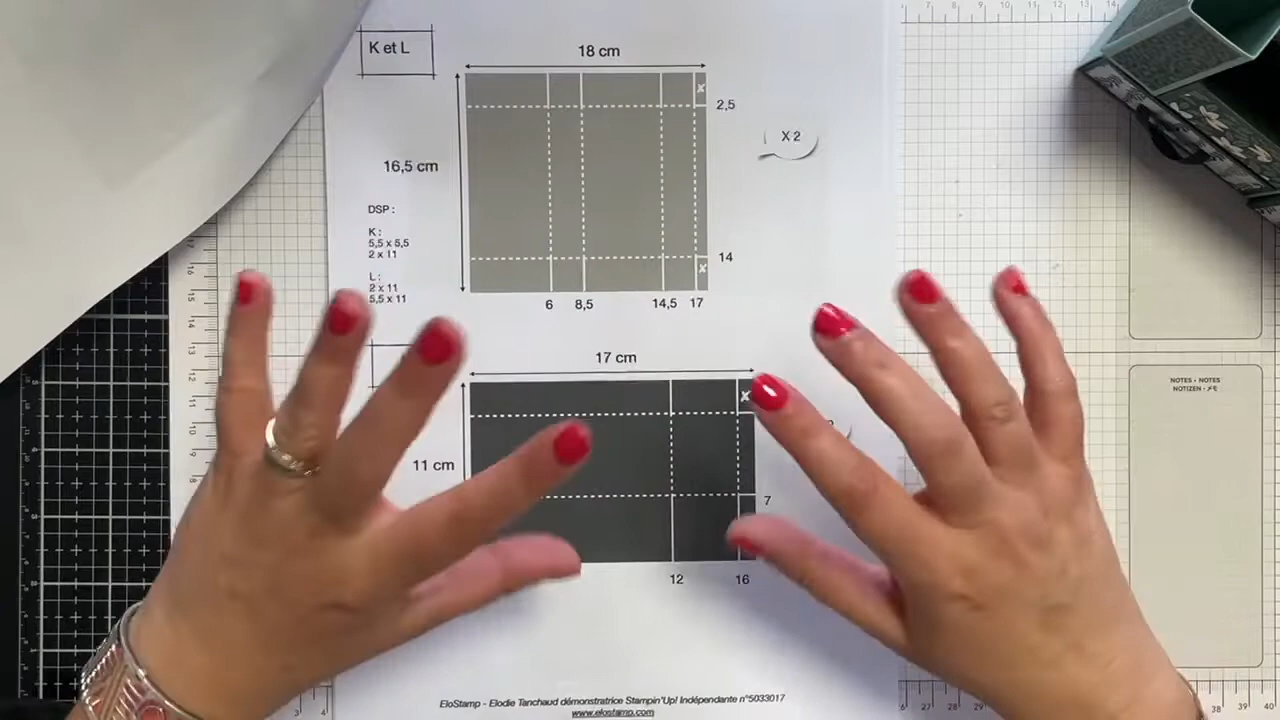 K et L
18 cm
2,5
X 2
16,5 cm
DSP :
K :
5,5 x 5,5
2 x 11
L :
2 x 11
5,5 x 11
14
6 8,5 14,5 17
17 cm
11 cm
7
12 16
NOTES • NOTES
NOTIZEN •
EloStamp - Elodie Tanchaud démonstratrice Stampin'Up! Indépendante n°5033017
www.elostamp.com